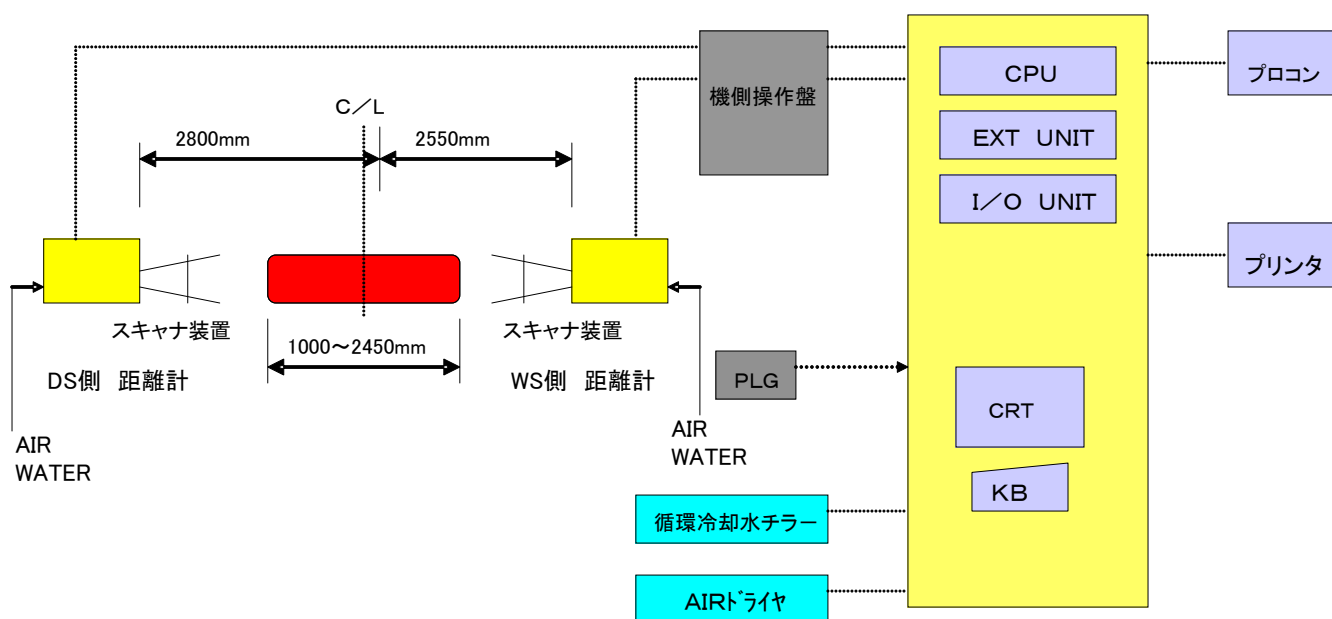 C／L
2800mm
2550mm
スキャナ装置
スキャナ装置
1000～2450mm
DS側 距離計
WS側 距離計
AIR
WATER
AIR
WATER
機側操作盤
PLG
循環冷却水チラー
AIRﾄﾞライヤ
CPU
EXT UNIT
I／O UNIT
CRT
KB
プロコン
プリンタ